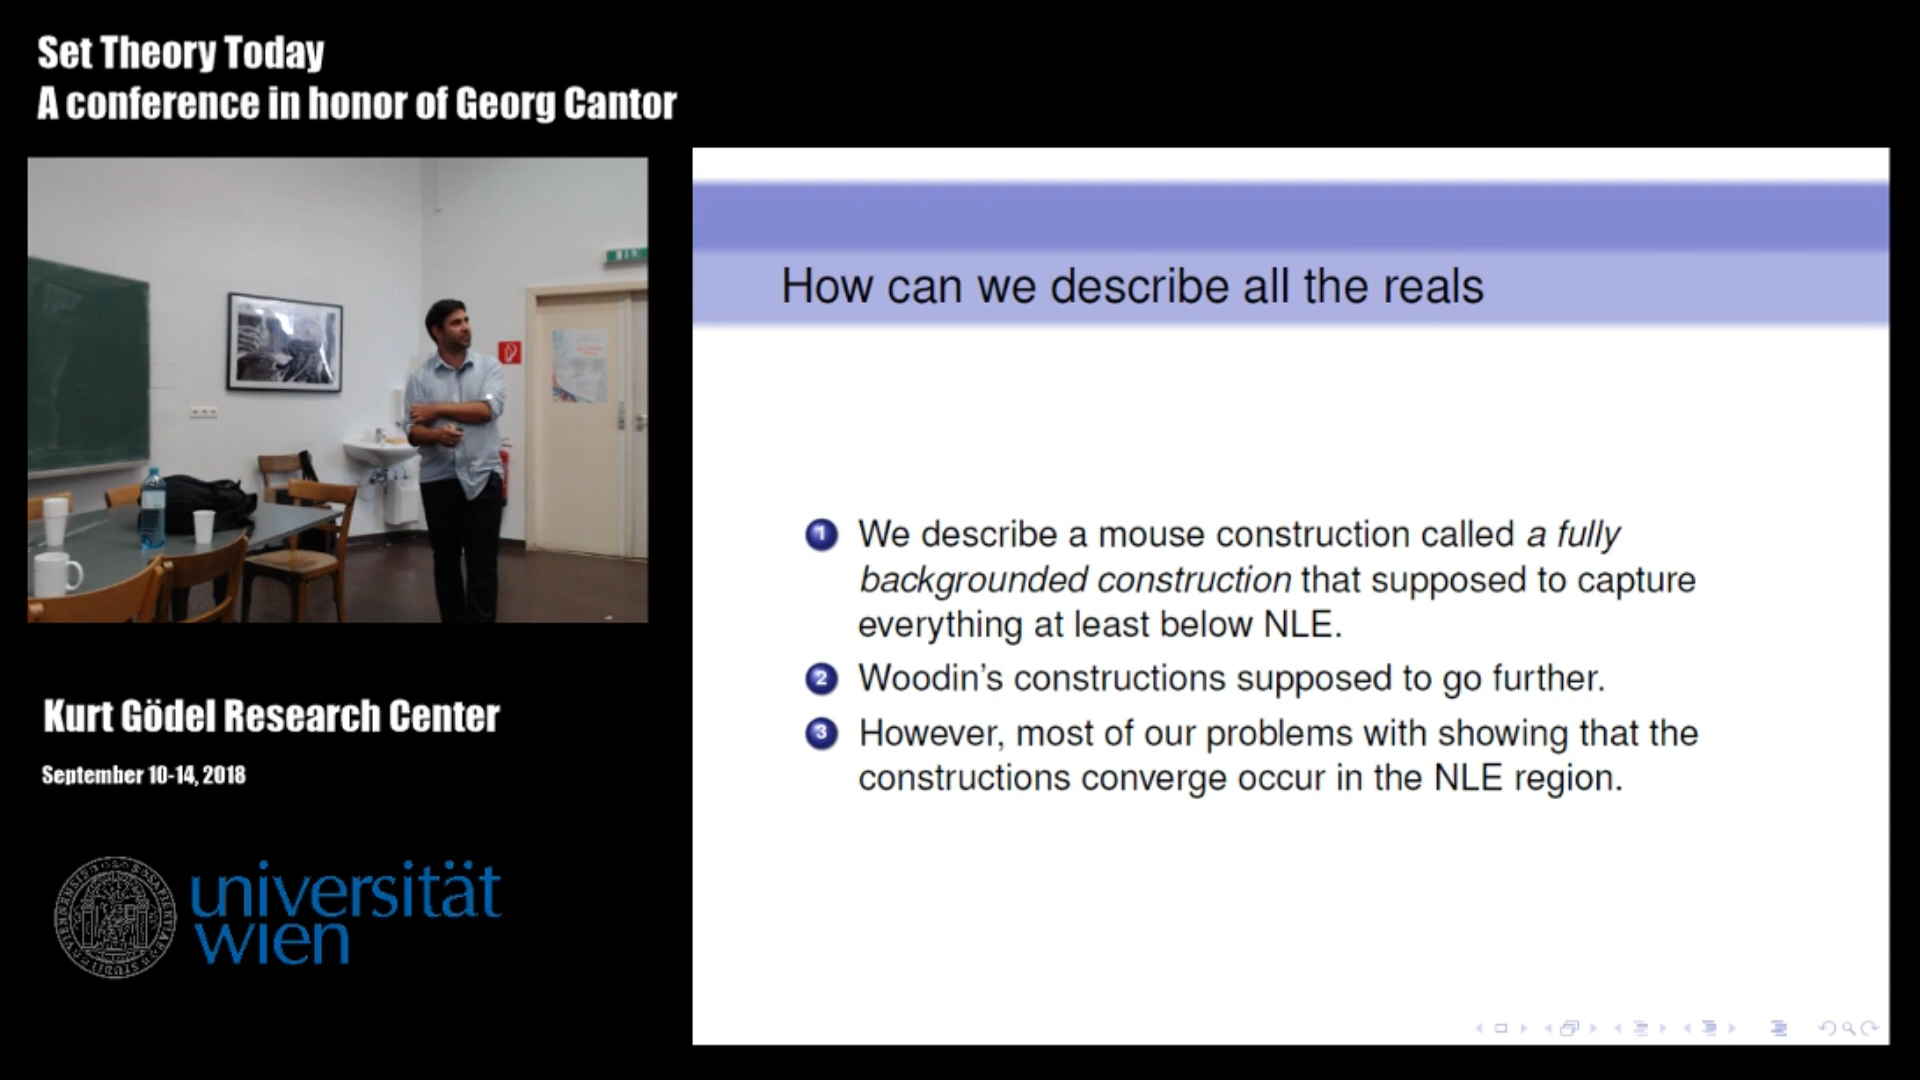 Set Theory Today
A conference in honor of Georg Cantor
How can we describe all the reals
1 We describe a mouse construction called a fully
backgrounded construction that supposed to capture
everything at least below NLE.
2 Woodin's constructions supposed to go further.
3 However, most of our problems with showing that the
constructions converge occur in the NLE region.
Kurt Gödel Research Center
September 10-14, 2018
universität
wien